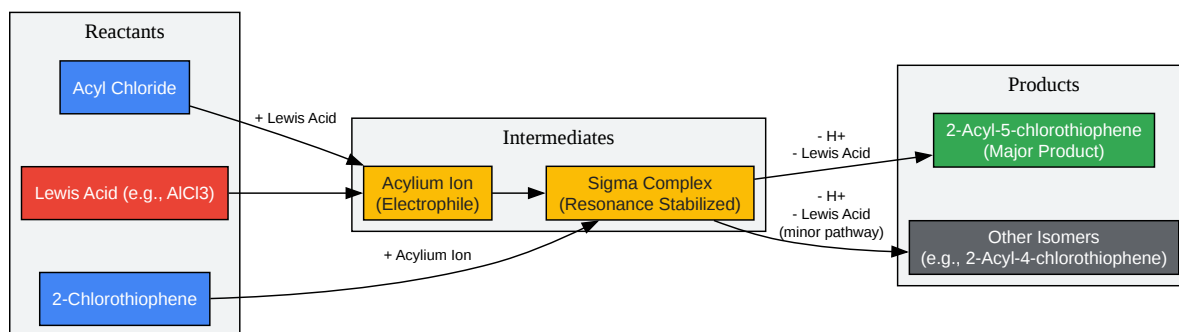 Reactants
Acyl Chloride
Lewis Acid (e.g., AlCl3)
2-Chlorothiophene
+ Lewis Acid
+ Acylium Ion
Intermediates
Acylium Ion
(Electrophile)
Sigma Complex
(Resonance Stabilized)
- H+
- Lewis Acid
- H+
- Lewis Acid
(minor pathway)
Products
2-Acyl-5-chlorothiophene
(Major Product)
Other Isomers
(e.g., 2-Acyl-4-chlorothiophene)